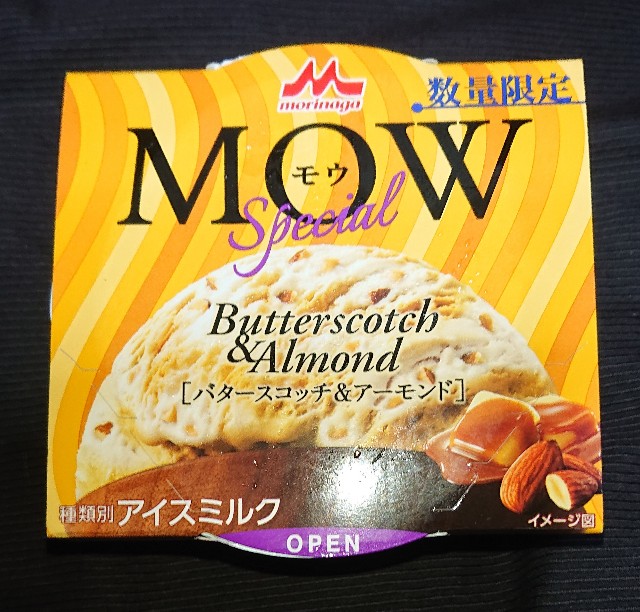 morinaga
数量限定
MOW
モウ
Special
Butterscotch
&Almond
[バタースコッチ&アーモンド]
種類別 アイスミルク
イメージ図
OPEN